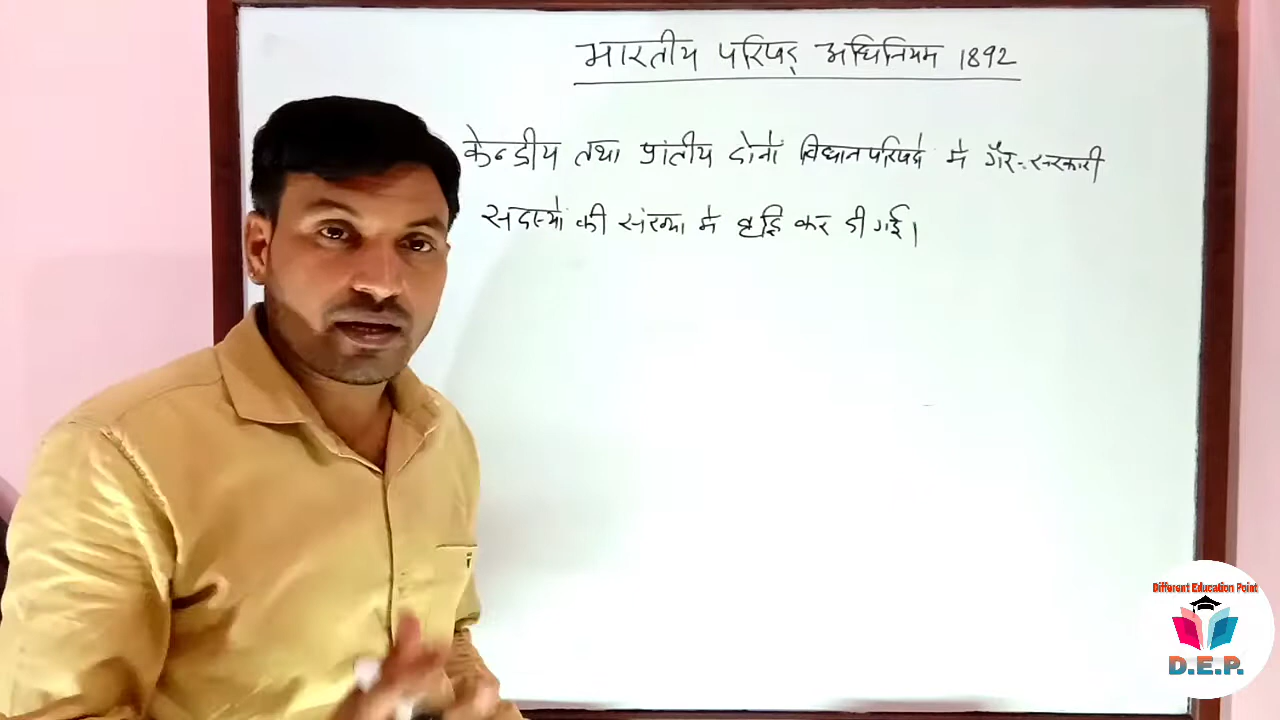 भारतीय परिषद् अधिनियम 1892
केन्द्रीय तथा प्रांतीय दोनों विधानपरिषदों में गैर-सरकारी
सदस्यों की संख्या में वृद्धि कर दी गई।
Different Education Point
D.E.P.